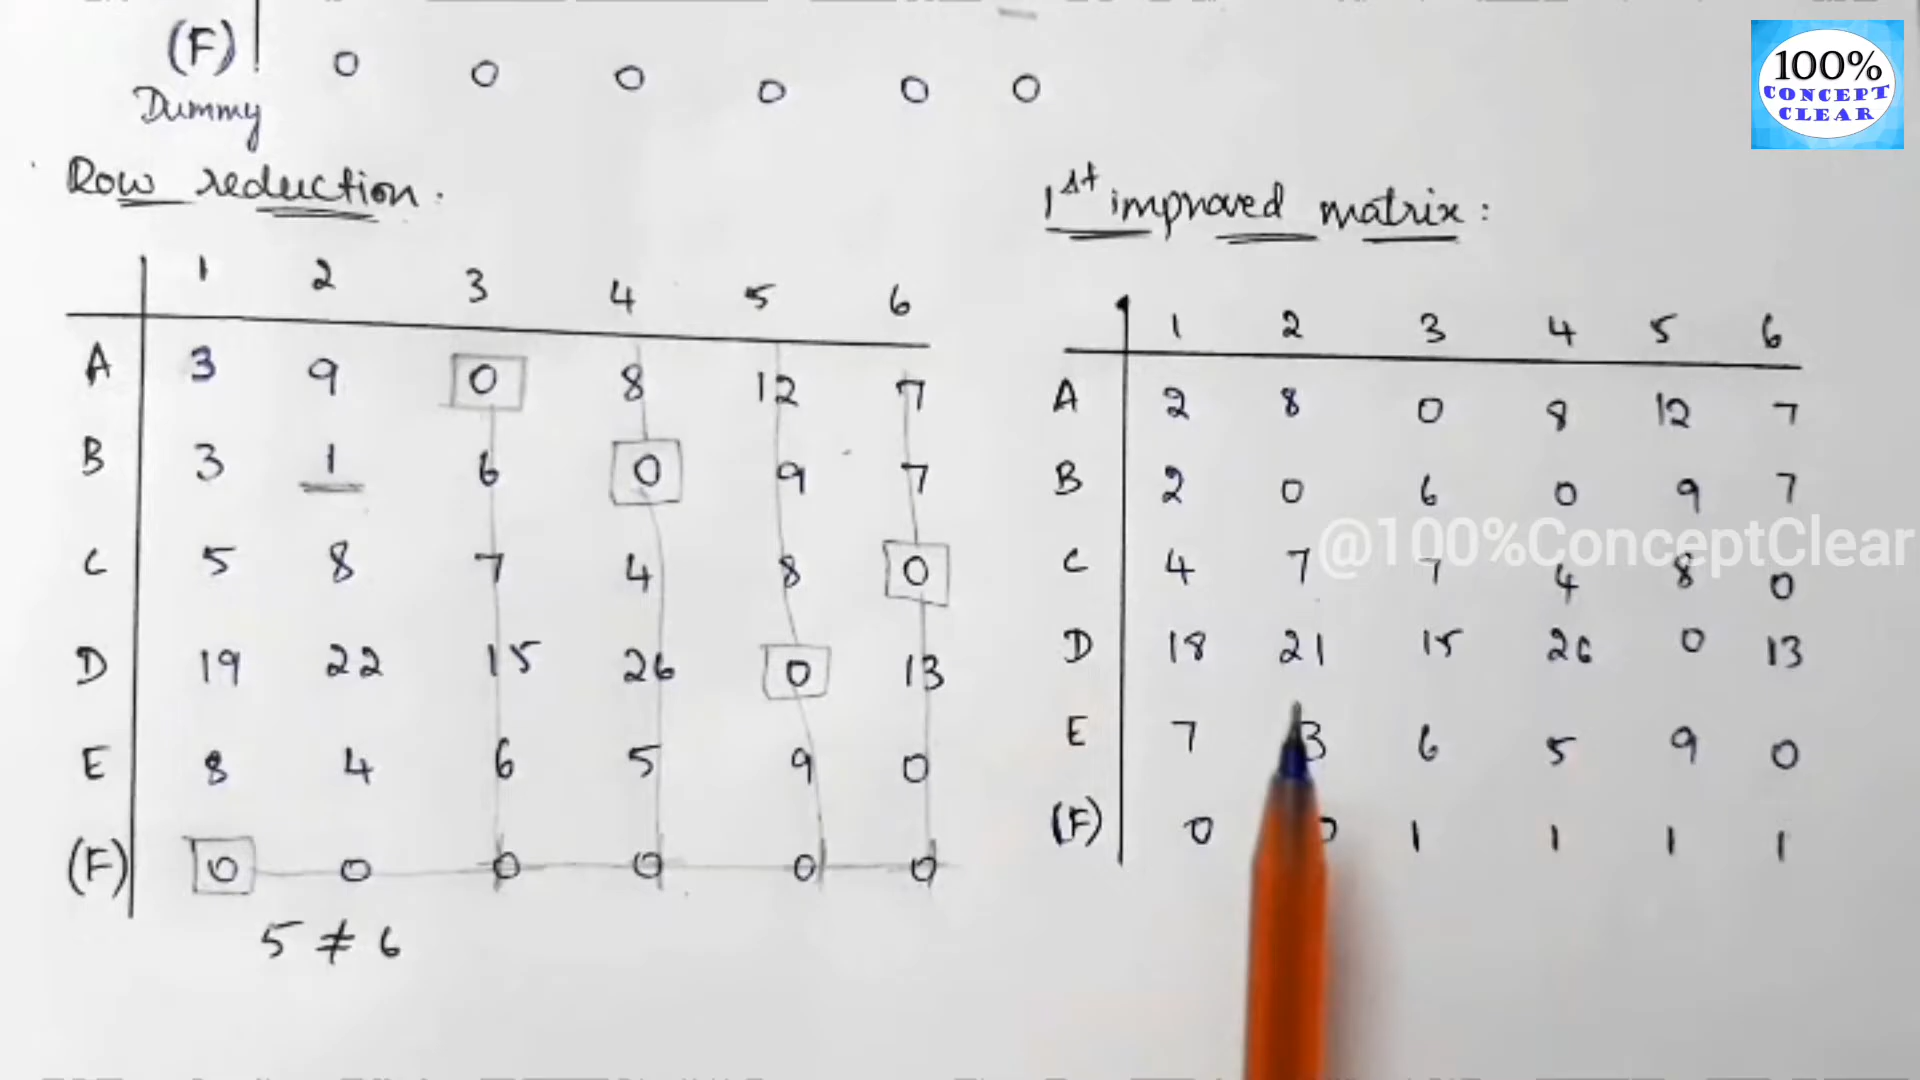 (F) 0 0 0 0 0 0
Dummy
100%
CONCEPT
CLEAR
Row reduction.
1 2 3 4 5 6
A 3 9 0 8 12 7
B 3 1 6 0 9 7
C 5 8 7 4 8 0
D 19 22 15 26 0 13
E 8 4 6 5 9 0
(F) 0 0 0 0 0 0
5 ≠ 6
1st improved matrix:
1 2 3 4 5 6
A 2 8 0 8 12 7
B 2 0 6 0 9 7
@100%ConceptClear
C 4 7 7 4 8 0
D 18 21 15 26 0 13
E 7 3 6 5 9 0
(F) 0 0 1 1 1 1